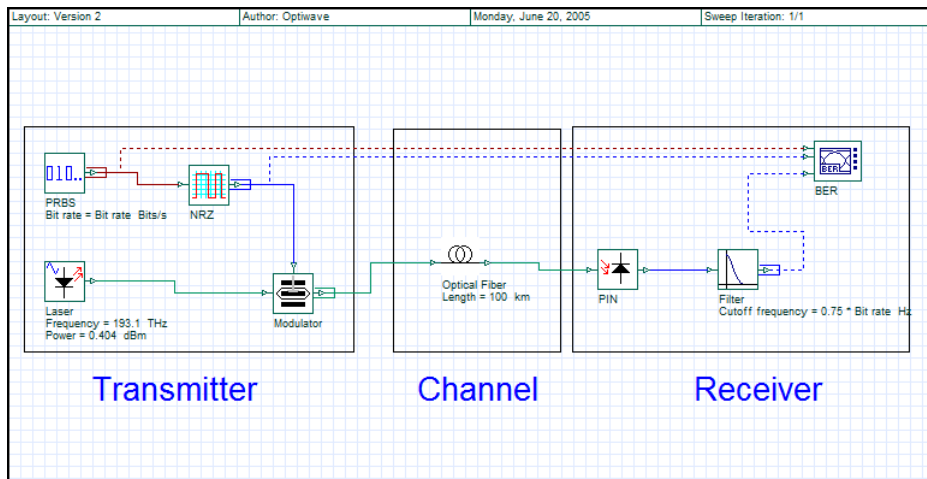 Layout: Version 2
Author: Optiwave
Monday, June 20, 2005
Sweep Iteration: 1/1
010..
PRBS
Bit rate = Bit rate Bits/s
NRZ
Laser
Frequency = 193.1 THz
Power = 0.404 dBm
Modulator
Optical Fiber
Length = 100 km
PIN
Filter
Cutoff frequency = 0.75 * Bit rate Hz
BER
BER
Transmitter
Channel
Receiver